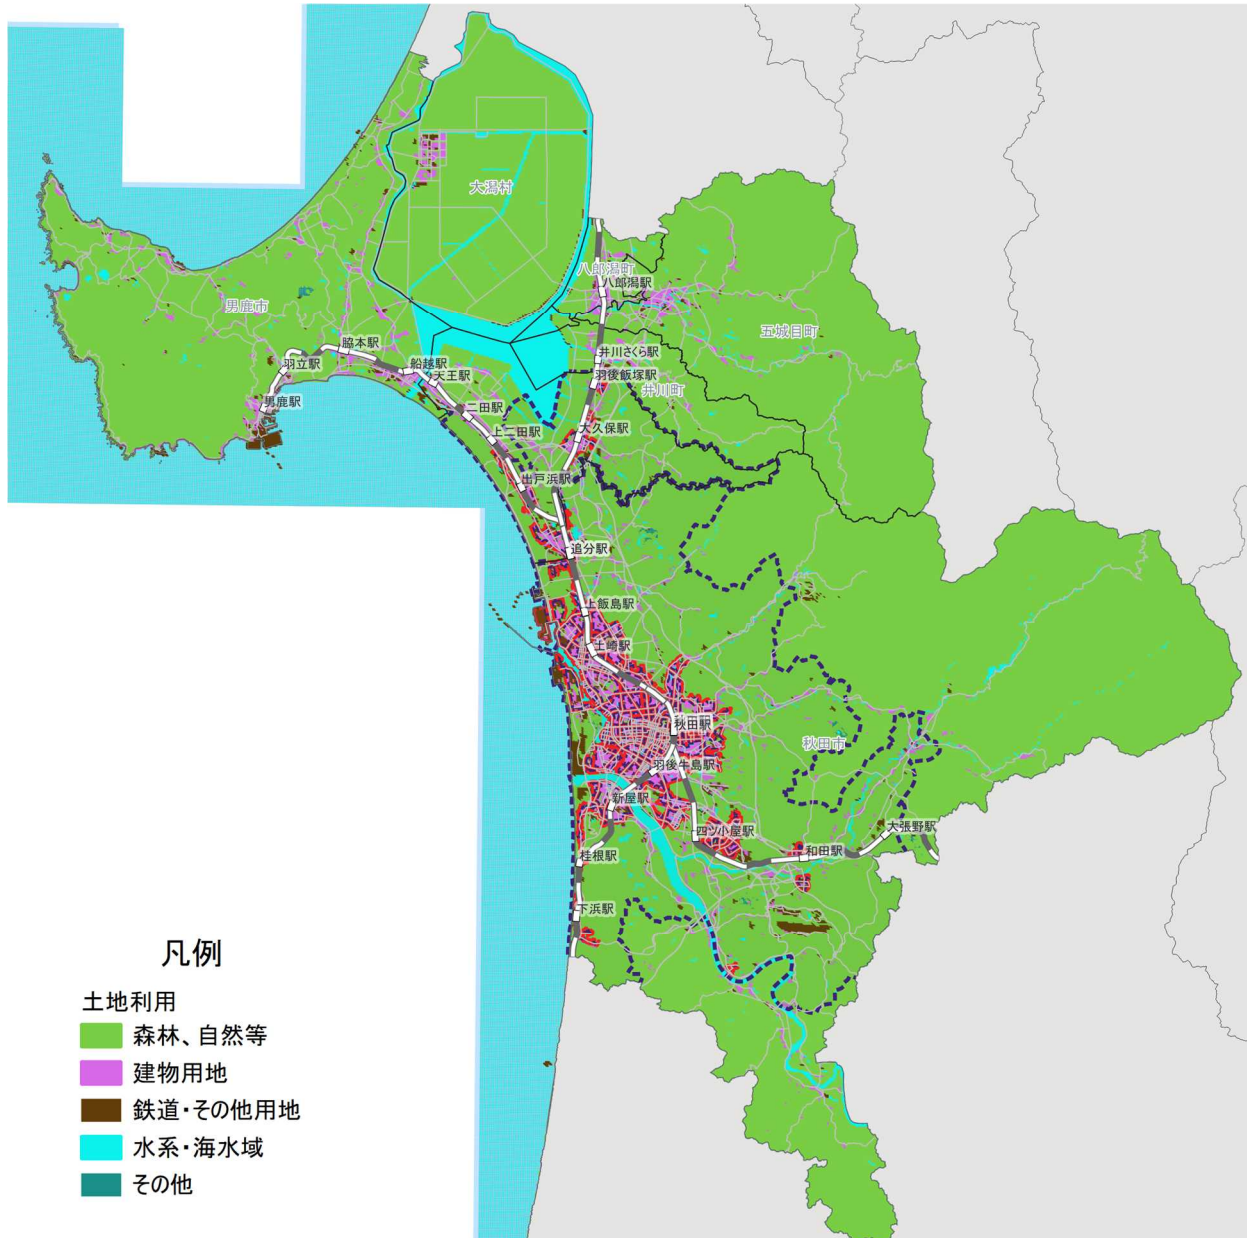 大潟村
八郎潟町
八郎潟駅
男鹿市
五城目町
脇本駅
井川さくら駅
船越駅
羽立駅
天王駅
羽後飯塚駅
井川町
男鹿駅
二田駅
大久保駅
上二田駅
出戸浜駅
追分駅
上飯島駅
土崎駅
秋田駅
秋田市
羽後牛島駅
新屋駅
大張野駅
四ツ小屋駅
和田駅
桂根駅
下浜駅
凡例
土地利用
森林、自然等
建物用地
鉄道・その他用地
水系・海水域
その他